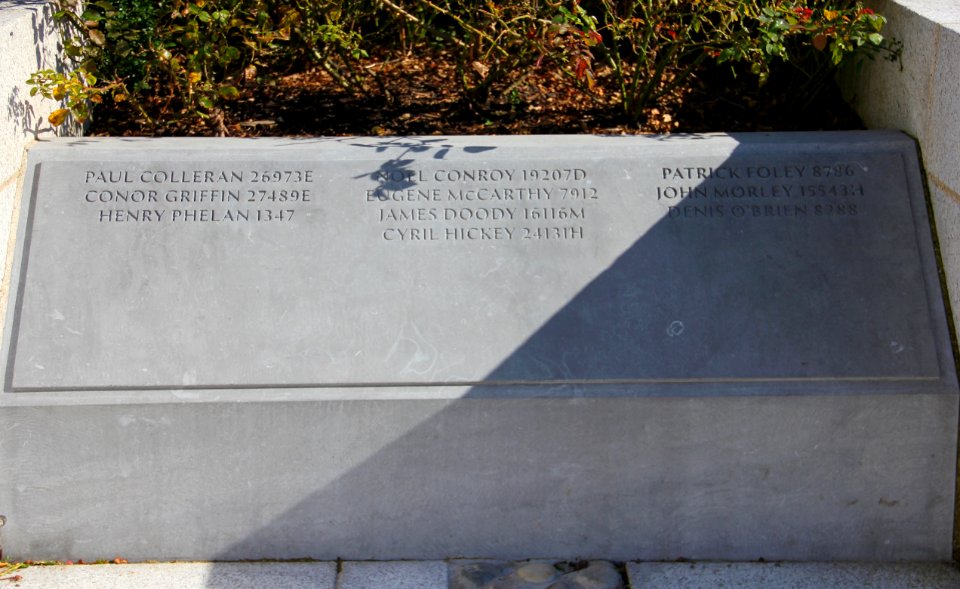 PAUL COLLERAN 26973E
CONOR GRIFFIN 27489E
HENRY PHELAN 1347
NOEL CONROY 19207D
EUGENE McCARTHY 7912
JAMES DOODY 16116M
CYRIL HICKEY 24131H
PATRICK FOLEY 8786
JOHN MORLEY 15543H
DENIS O'BRIEN 8288